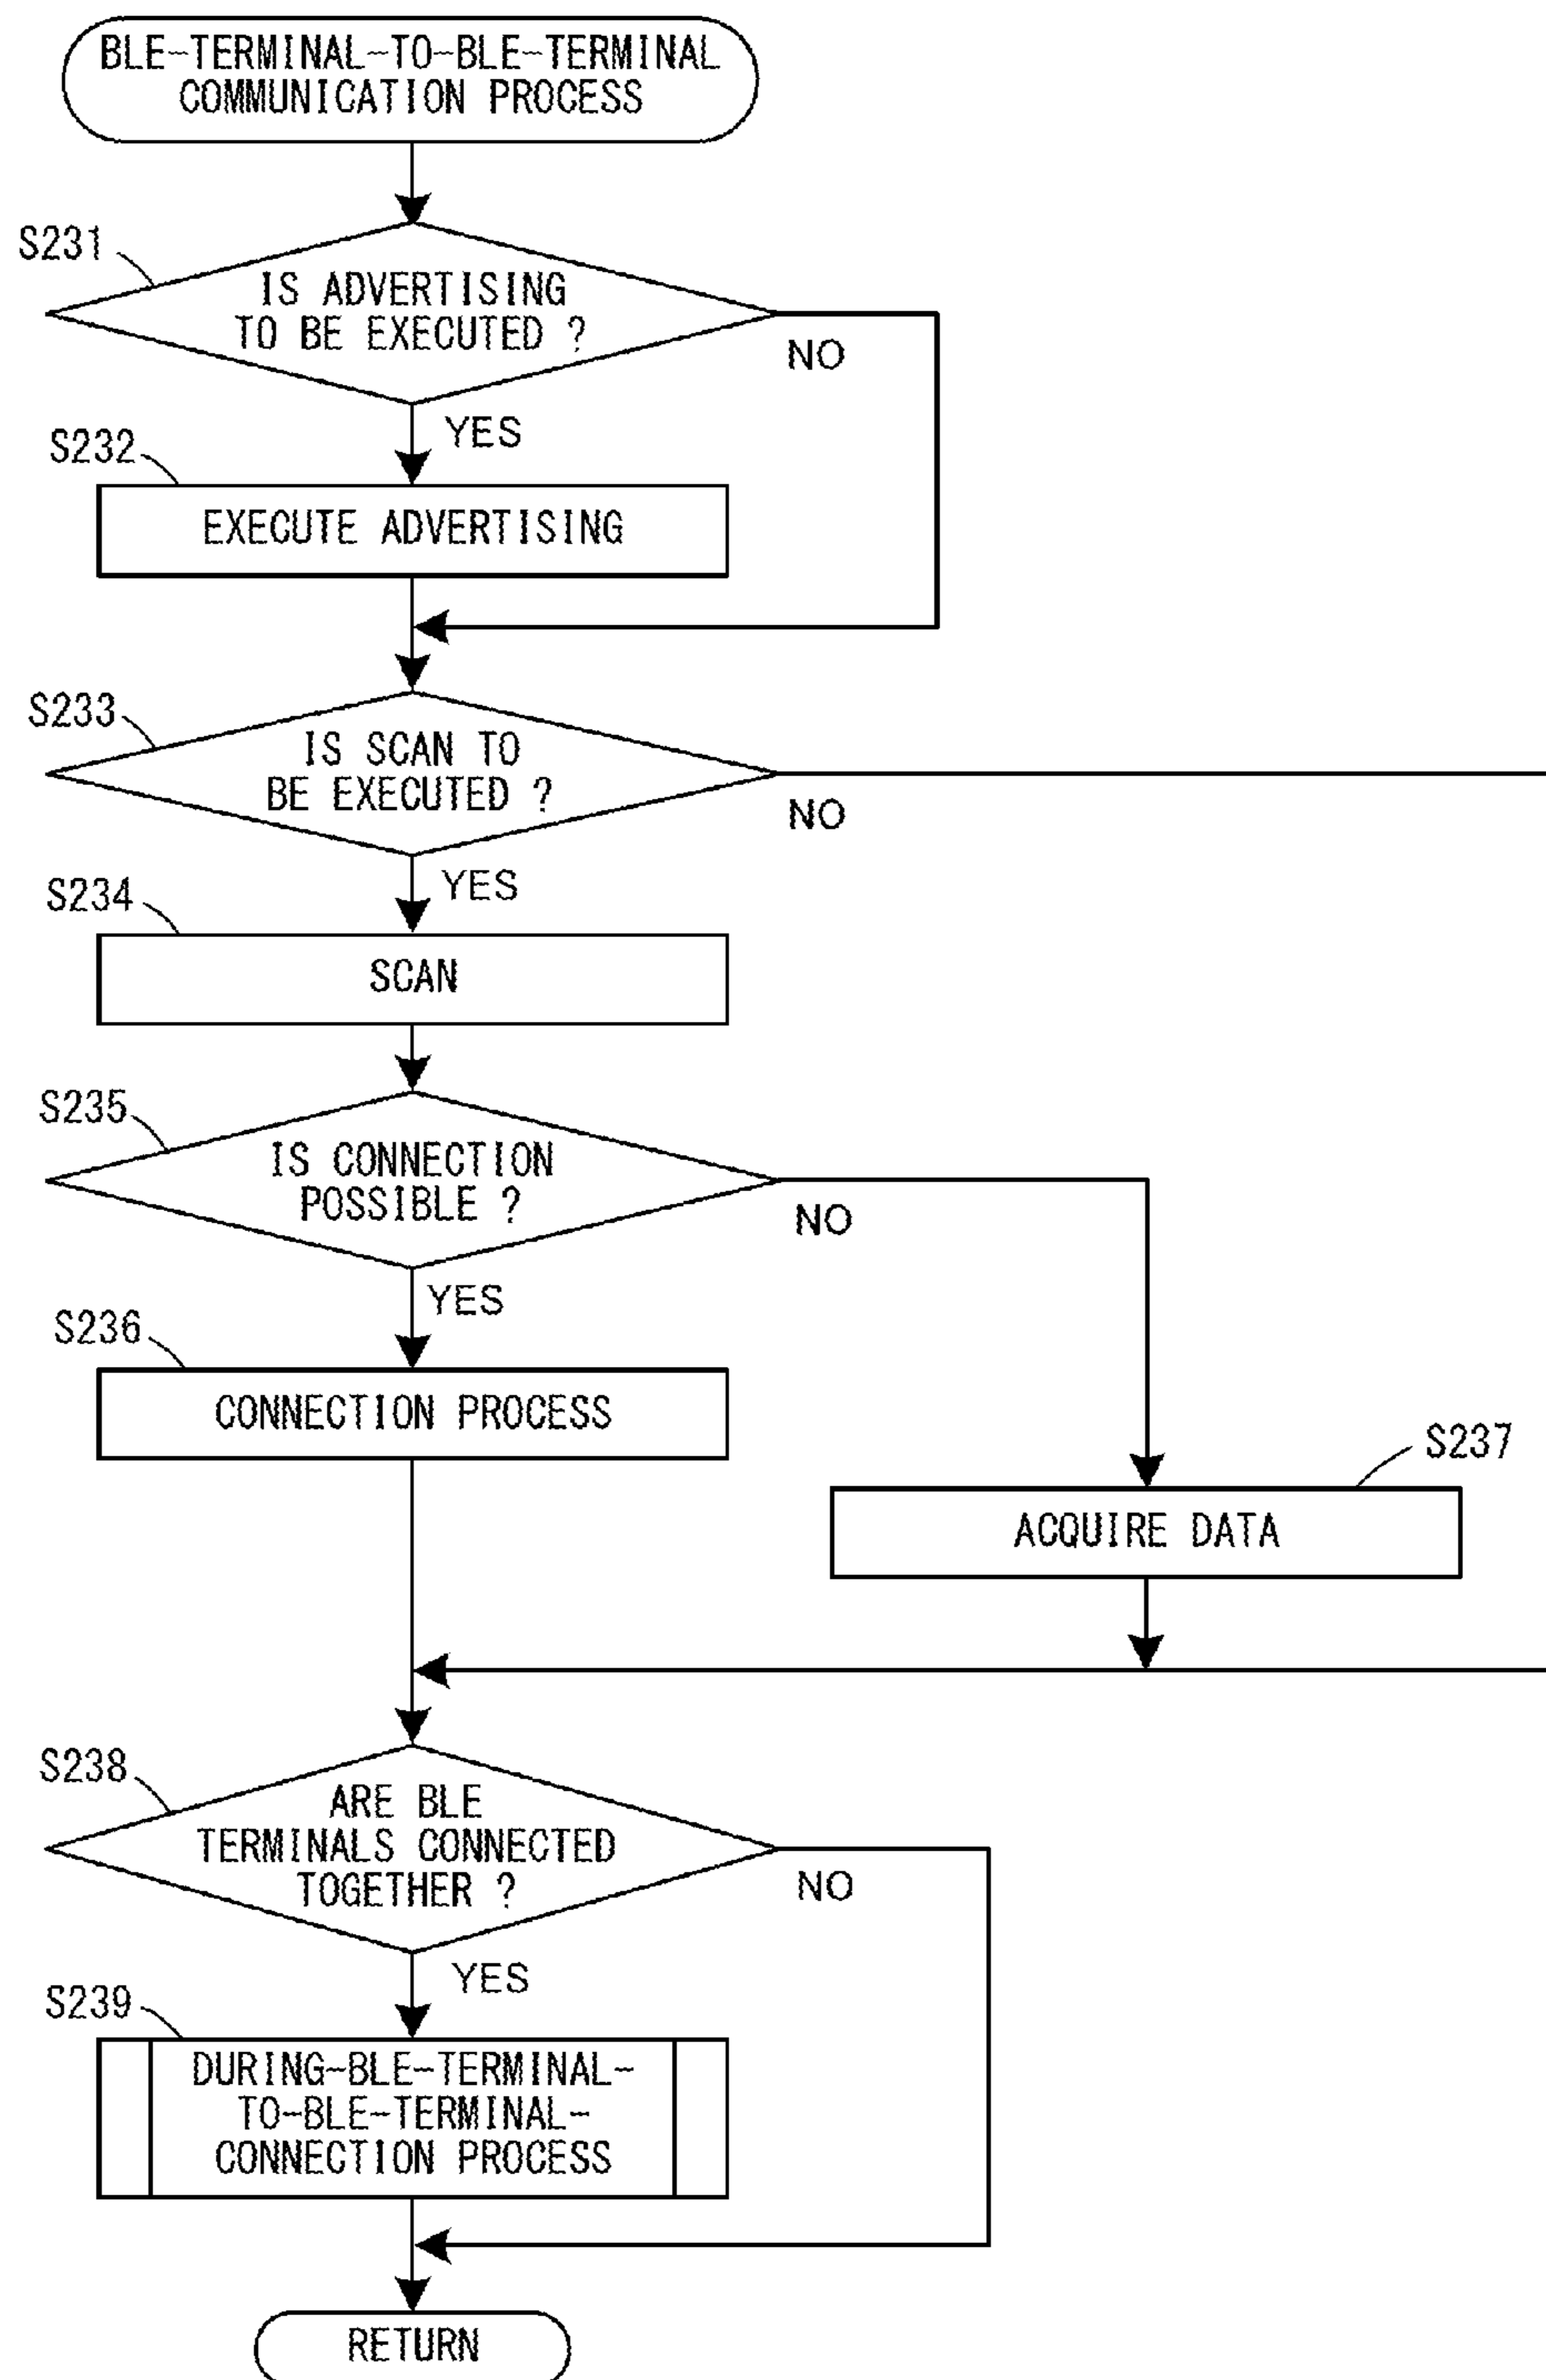 BLE-TERMINAL-TO-BLE-TERMINAL
COMMUNICATION PROCESS
S231
IS ADVERTISING
TO BE EXECUTED ?
NO
YES
S232
EXECUTE ADVERTISING
S233
IS SCAN TO
BE EXECUTED ?
NO
YES
S234
SCAN
S235
IS CONNECTION
POSSIBLE ?
NO
YES
S236
CONNECTION PROCESS
S237
ACQUIRE DATA
S238
ARE BLE
TERMINALS CONNECTED
TOGETHER ?
NO
YES
S239
DURING-BLE-TERMINAL-
TO-BLE-TERMINAL-
CONNECTION PROCESS
RETURN